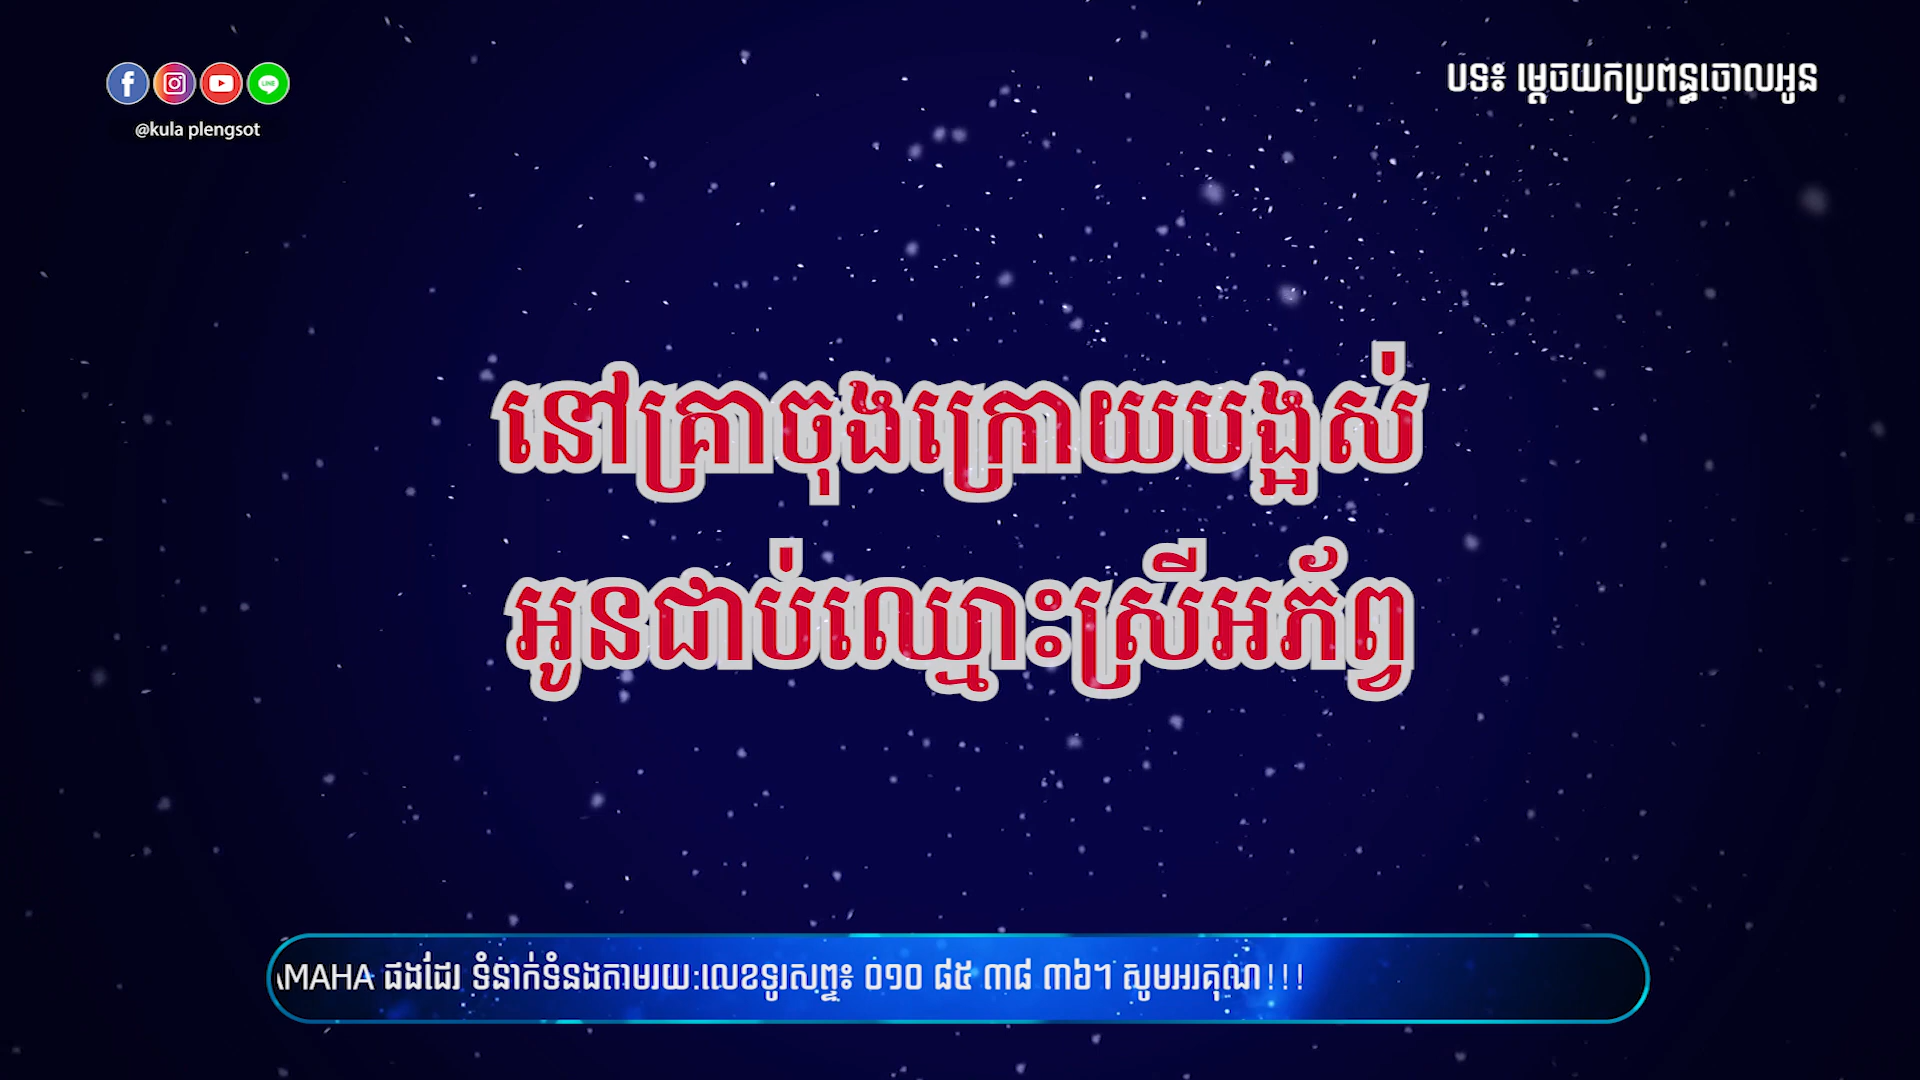 @kula plengsot
បទ៖ ម្ដេចយកប្រពន្ធចោលអូន
នៅគ្រាចុងក្រោយបង្អស់
អូនជាប់ឈ្មោះស្រីអភ័ព្វ
AMAHA ផងដែរ ទំនាក់ទំនងតាមរយៈលេខទូរសព្ទ៖ ០១០ ៨៥ ៣៨ ៣៦។ សូមអរគុណ!!!